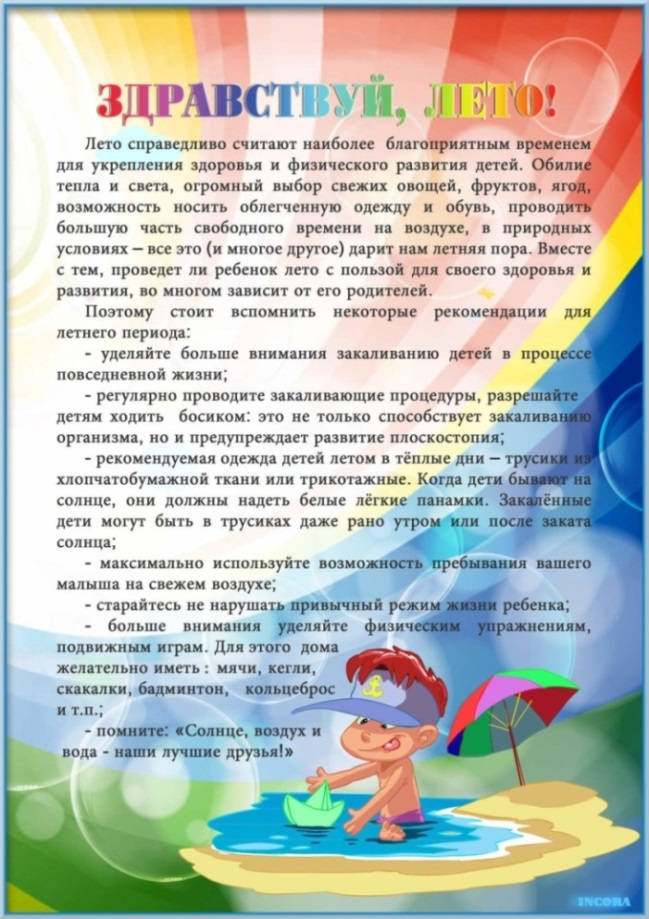 ЗДРАВСТВУЙ, ЛЕТО!
Лето справедливо считают наиболее благоприятным временем
для укрепления здоровья и физического развития детей. Обилие
тепла и света, огромный выбор свежих овощей, фруктов, ягод,
возможность носить облегченную одежду и обувь, проводить
большую часть свободного времени на воздухе, в природных
условиях – все это (и многое другое) дарит нам летняя пора. Вместе
с тем, проведет ли ребенок лето с пользой для своего здоровья и
развития, во многом зависит от его родителей.
Поэтому стоит вспомнить некоторые рекомендации для
летнего периода:
- уделяйте больше внимания закаливанию детей в процессе
повседневной жизни;
- регулярно проводите закаливающие процедуры, разрешайте
детям ходить босиком: это не только способствует закаливанию
организма, но и предупреждает развитие плоскостопия;
- рекомендуемая одежда детей летом в тёплые дни – трусики из
хлопчатобумажной ткани или трикотажные. Когда дети бывают на
солнце, они должны надеть белые лёгкие панамки. Закалённые
дети могут быть в трусиках даже рано утром или после заката
солнца;
- максимально используйте возможность пребывания вашего
малыша на свежем воздухе;
- старайтесь не нарушать привычный режим жизни ребенка;
- больше внимания уделяйте физическим упражнениям,
подвижным играм. Для этого дома
желательно иметь : мячи, кегли,
скакалки, бадминтон, кольцеброс
и т.п.;
- помните: «Солнце, воздух и
вода - наши лучшие друзья!»
INCORA